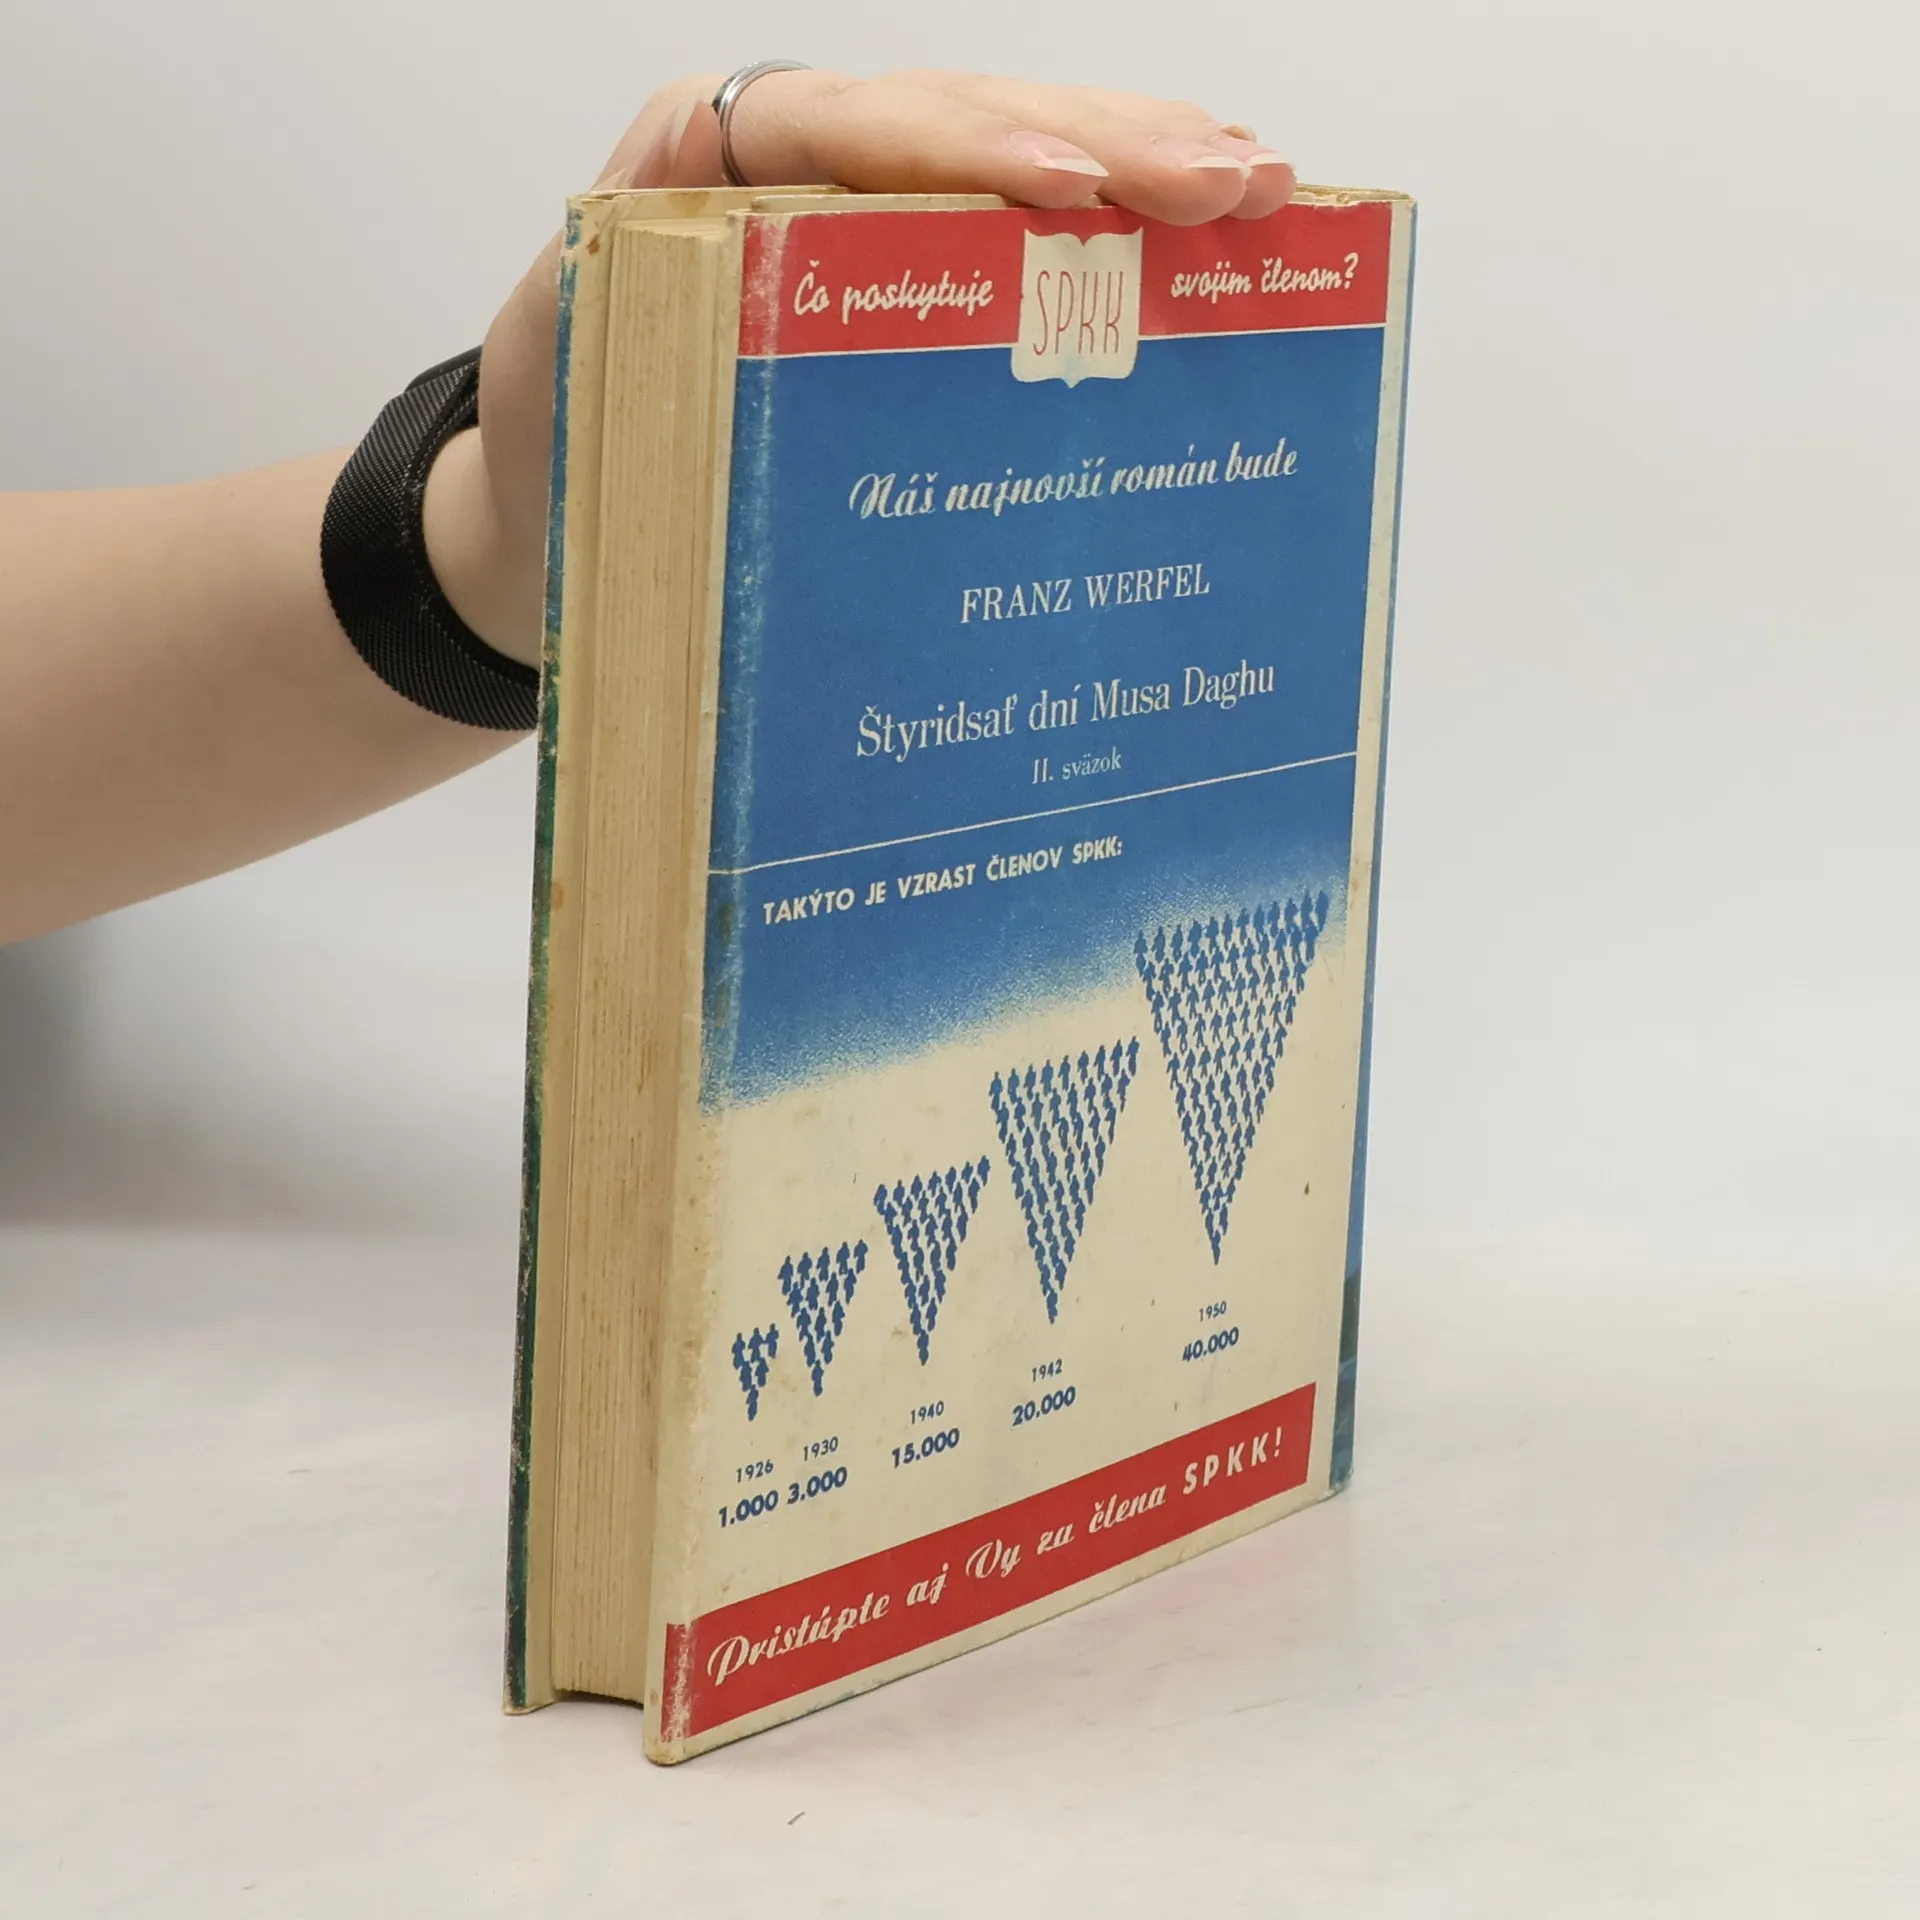 Čo poskytuje SPKK svojim členom?
Náš najnovší román bude
FRANZ WERFEL
Štyridsať dní Musa Daghu
II. sväzok
TAKÝTO JE VZRAST ČLENOV SPKK:
1926
1.000
1930
3.000
1940
15.000
1942
20.000
1950
40.000
Pristúpte aj Vy za člena SPKK!